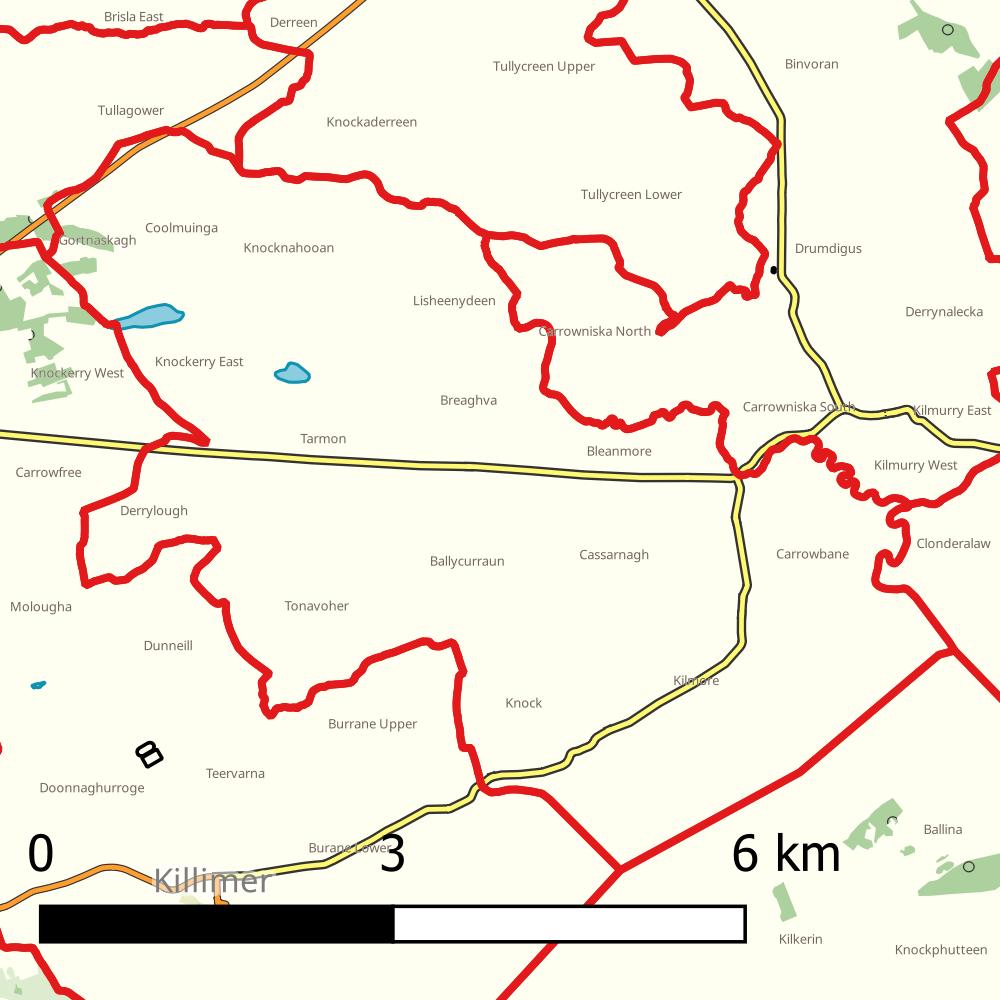 Brisla East
Derreen
Tullycreen Upper
Binvoran
Tullagower
Knockaderreen
Tullycreen Lower
Coolmuinga
Gortnaskagh
Knocknahooan
Drumdigus
Lisheenydeen
Derrynalecka
Carrowniska North
Knockerry East
Knockerry West
Breaghva
Carrowniska South
Kilmurry East
Tarmon
Bleanmore
Kilmurry West
Carrowfree
Derrylough
Clonderalaw
Ballycurraun
Cassarnagh
Carrowbane
Molougha
Tonavoher
Dunneill
Kilmore
Knock
Burrane Upper
Teervarna
Doonnaghurroge
Ballina
Burane Lower
0 3 6 km
Killimer
Kilkerin
Knockphutteen